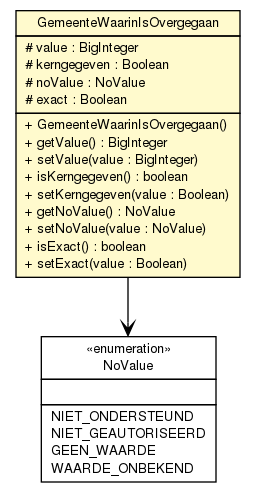 GemeenteWaarinIsOvergegaan
# value : BigInteger
# kerngegeven : Boolean
# noValue : NoValue
# exact : Boolean
+ GemeenteWaarinIsOvergegaan()
+ getValue() : BigInteger
+ setValue(value : BigInteger)
+ isKerngegeven() : boolean
+ setKerngegeven(value : Boolean)
+ getNoValue() : NoValue
+ setNoValue(value : NoValue)
+ isExact() : boolean
+ setExact(value : Boolean)
«enumeration»
NoValue
NIET_ONDERSTEUND
NIET_GEAUTORISEERD
GEEN_WAARDE
WAARDE_ONBEKEND